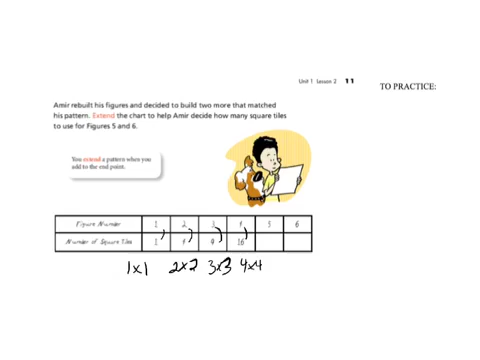 Unit 1 Lesson 2 11
TO PRACTICE:
Amir rebuilt his figures and decided to build two more that matched
his pattern. Extend the chart to help Amir decide how many square tiles
to use for Figures 5 and 6.
You extend a pattern when you
add to the end point.
Figure Number 1 2 3 4 5 6
Number of Square Tiles 1 4 9 16
1x1 2x2 3x3 4x4